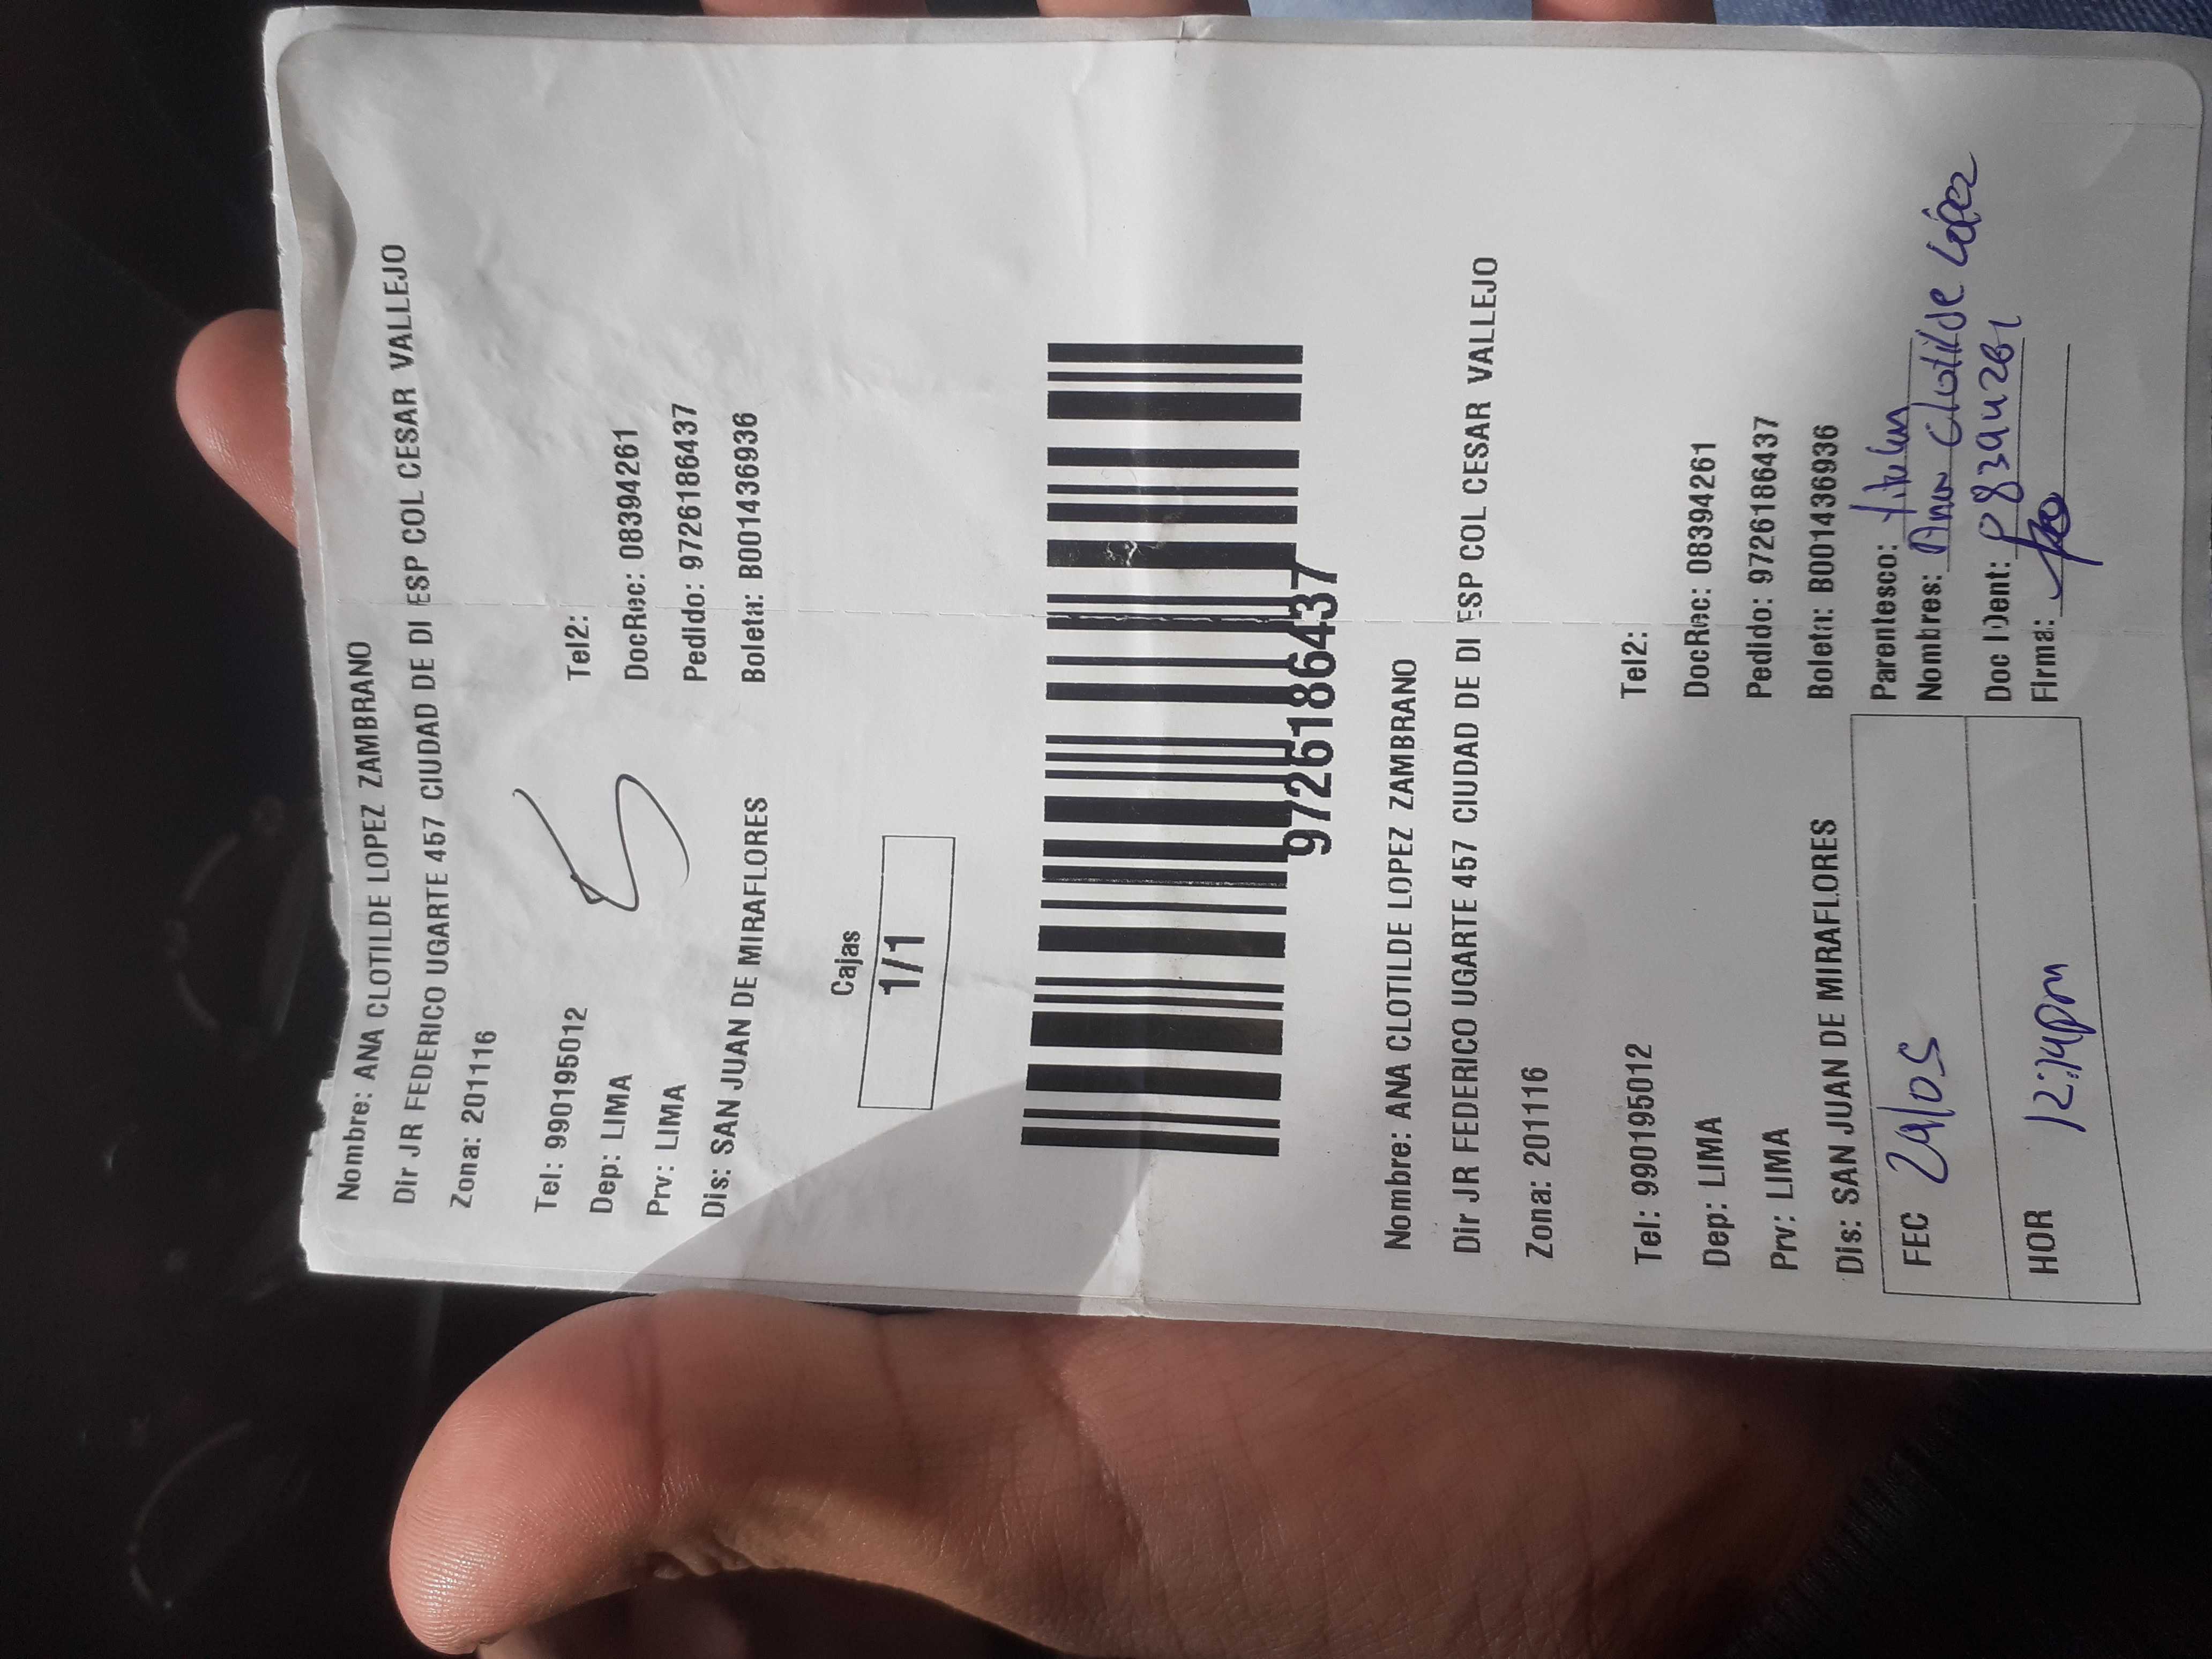 Nombre: ANA CLOTILDE LOPEZ ZAMBRANO
Dir JR FEDERICO UGARTE 457 CIUDAD DE DI ESP COL CESAR VALLEJO
Zona: 201116
Tel: 990195012 Tel2:
Dep: LIMA DocRec: 08394261
Prv: LIMA Pedido: 9726186437
Dis: SAN JUAN DE MIRAFLORES Boleta: B001436936
Cajas
1/1
9726186437
Nombre: ANA CLOTILDE LOPEZ ZAMBRANO
Dir JR FEDERICO UGARTE 457 CIUDAD DE DI ESP COL CESAR VALLEJO
Zona: 201116
Tel: 990195012 Tel2:
Dep: LIMA DocRec: 08394261
Prv: LIMA Pedido: 9726186437
Dis: SAN JUAN DE MIRAFLORES Boleta: B001436936
FEC 24/05 Parentesco: titular
Nombres: Ana Clotilde López
HOR 12:14pm Doc IDent: 08394261
Firma: